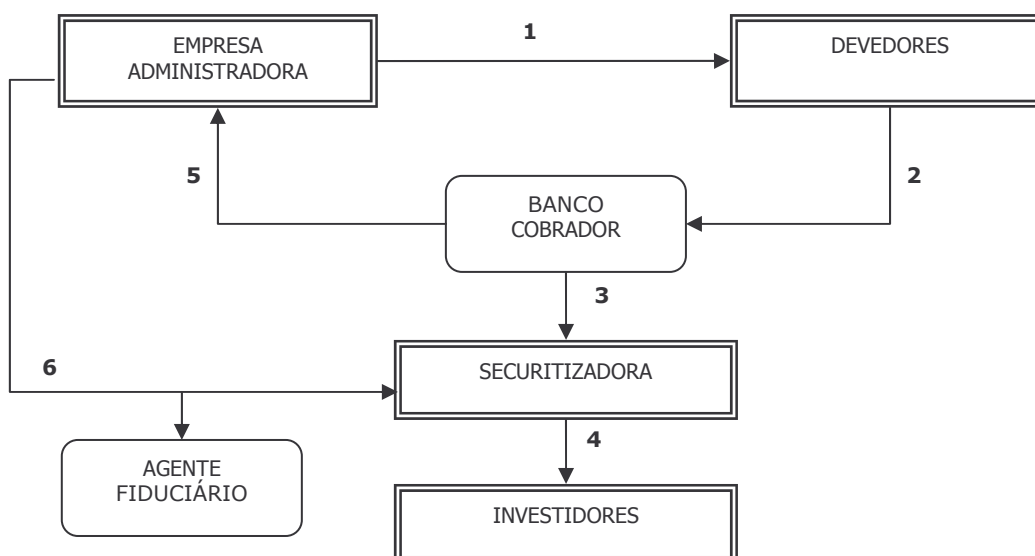 EMPRESA
ADMINISTRADORA
1
DEVEDORES
5
BANCO
COBRADOR
2
3
6
SECURITIZADORA
4
AGENTE
FIDUCIÁRIO
INVESTIDORES